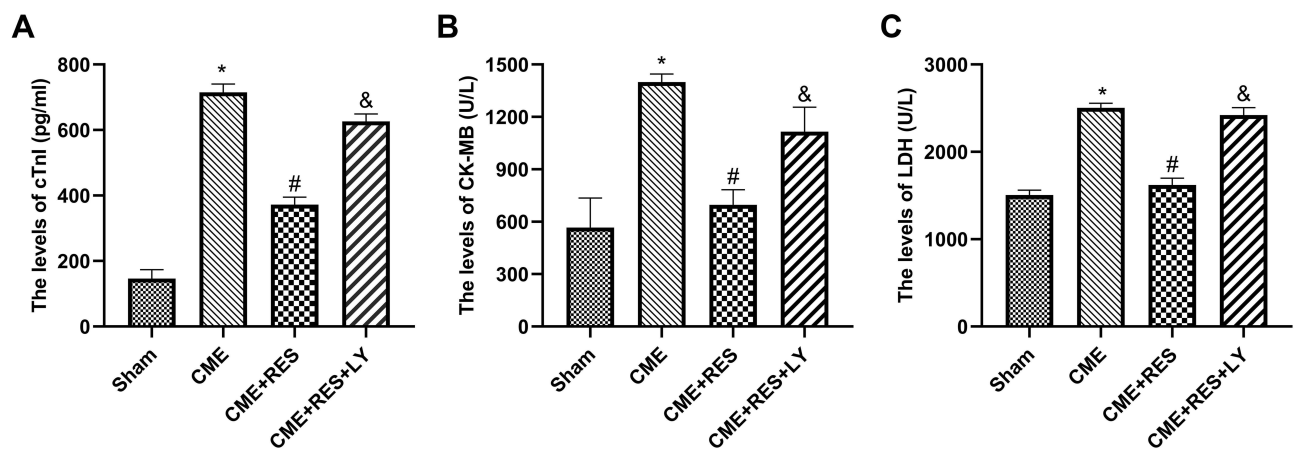 A
The levels of cTnI (pg/ml)
800
600
400
200
0
*
#
&
Sham
CME
CME+RES
CME+RES+LY
B
The levels of CK-MB (U/L)
1500
1200
900
600
300
0
*
#
&
Sham
CME
CME+RES
CME+RES+LY
C
The levels of LDH (U/L)
3000
2000
1000
0
*
#
&
Sham
CME
CME+RES
CME+RES+LY